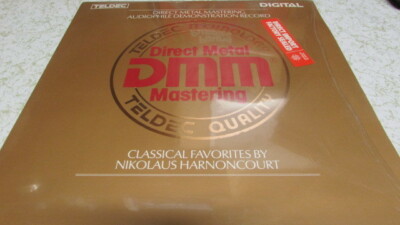 TELDEC
DIRECT METAL MASTERING
DIGITAL
AUDIOPHILE DEMONSTRATION RECORD
TELDEC
Direct Metal
DMM
Mastering
TELDEC QUALITY
CLASSICAL FAVORITES BY
NIKOLAUS HARNONCOURT